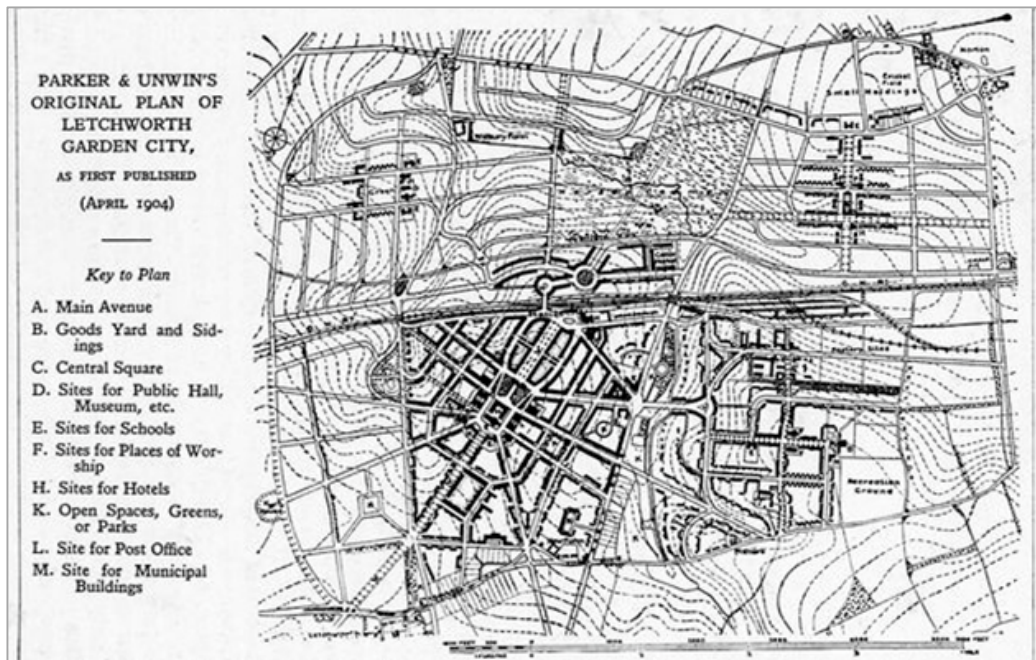 PARKER & UNWIN'S
ORIGINAL PLAN OF
LETCHWORTH
GARDEN CITY,
AS FIRST PUBLISHED
(APRIL 1904)
Key to Plan
A. Main Avenue
B. Goods Yard and Sid-
ings
C. Central Square
D. Sites for Public Hall,
Museum, etc.
E. Sites for Schools
F. Sites for Places of Wor-
ship
H. Sites for Hotels
K. Open Spaces, Greens,
or Parks
L. Site for Post Office
M. Site for Municipal
Buildings
Norton
Small Holdings
Recreation
Ground